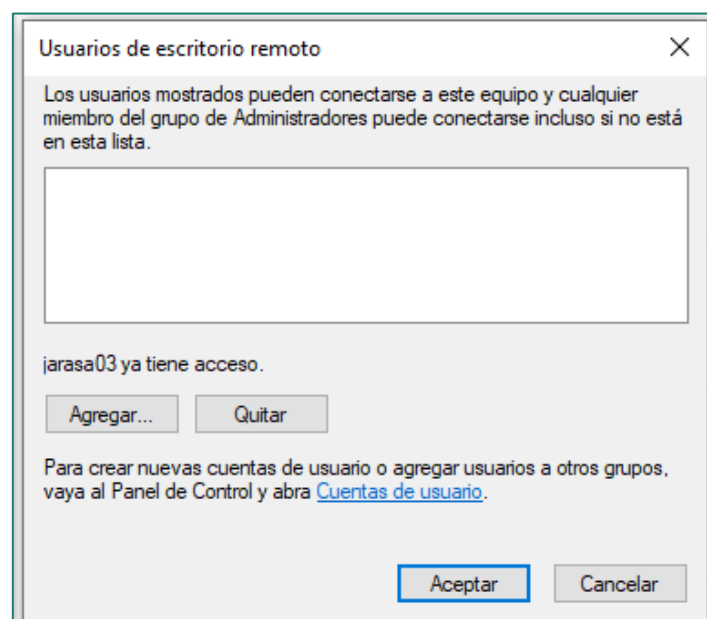 Usuarios de escritorio remoto
Los usuarios mostrados pueden conectarse a este equipo y cualquier
miembro del grupo de Administradores puede conectarse incluso si no está
en esta lista.
jarasa03 ya tiene acceso.
Agregar...
Quitar
Para crear nuevas cuentas de usuario o agregar usuarios a otros grupos,
vaya al Panel de Control y abra Cuentas de usuario.
Aceptar
Cancelar